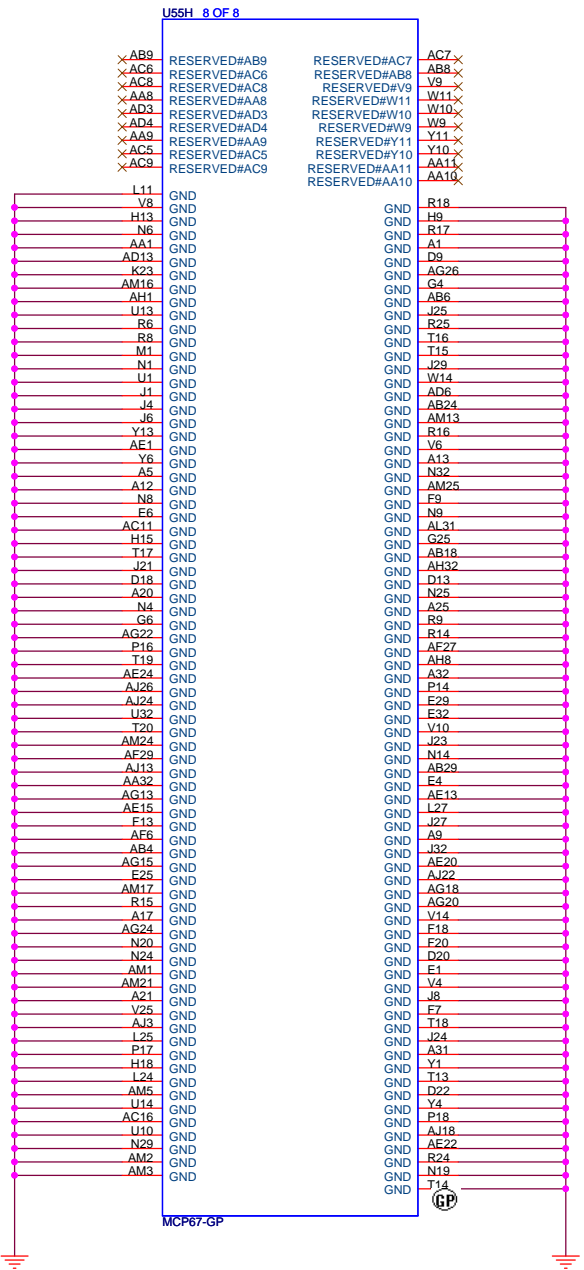 U55H 8 OF 8
AB9 RESERVED#AB9 RESERVED#AC7 AC7
AC6 RESERVED#AC6 RESERVED#AB8 AB8
AC8 RESERVED#AC8 RESERVED#V9 V9
AA8 RESERVED#AA8 RESERVED#W11 W11
AD3 RESERVED#AD3 RESERVED#W10 W10
AD4 RESERVED#AD4 RESERVED#W9 W9
AA9 RESERVED#AA9 RESERVED#Y11 Y11
AC5 RESERVED#AC5 RESERVED#Y10 Y10
AC9 RESERVED#AC9 RESERVED#AA11 AA11
RESERVED#AA10 AA10
L11 GND
V8 GND GND R18
H13 GND GND H9
N6 GND GND R17
AA1 GND GND A1
AD13 GND GND D9
K23 GND GND AG26
AM16 GND GND G4
AH1 GND GND AB6
U13 GND GND J25
R6 GND GND R25
R8 GND GND T16
M1 GND GND T15
N1 GND GND J29
U1 GND GND W14
J1 GND GND AD6
J4 GND GND AB24
J6 GND GND AM13
Y13 GND GND R16
AE1 GND GND V6
Y6 GND GND A13
A5 GND GND N32
A12 GND GND AM25
N8 GND GND F9
E6 GND GND N9
AC11 GND GND AL31
H15 GND GND G25
T17 GND GND AB18
J21 GND GND AH32
D18 GND GND D13
A20 GND GND N25
N4 GND GND A25
G6 GND GND R9
AG22 GND GND R14
P16 GND GND AF27
T19 GND GND AH8
AE24 GND GND A32
AJ26 GND GND P14
AJ24 GND GND E29
U32 GND GND E32
T20 GND GND V10
AM24 GND GND J23
AF29 GND GND N14
AJ13 GND GND AB29
AA32 GND GND E4
AG13 GND GND AE13
AE15 GND GND L27
F13 GND GND J27
AF6 GND GND A9
AB4 GND GND J32
AG15 GND GND AE20
E25 GND GND AJ22
AM17 GND GND AG18
R15 GND GND AG20
A17 GND GND V14
AG24 GND GND F18
N20 GND GND F20
N24 GND GND D20
AM1 GND GND E1
AM21 GND GND V4
A21 GND GND J8
V25 GND GND F7
AJ3 GND GND T18
L25 GND GND J24
P17 GND GND A31
H18 GND GND Y1
L24 GND GND T13
AM5 GND GND D22
U14 GND GND Y4
AC16 GND GND P18
U10 GND GND AJ18
N29 GND GND AE22
AM2 GND GND R24
AM3 GND GND N19
GND T14
GP
MCP67-GP